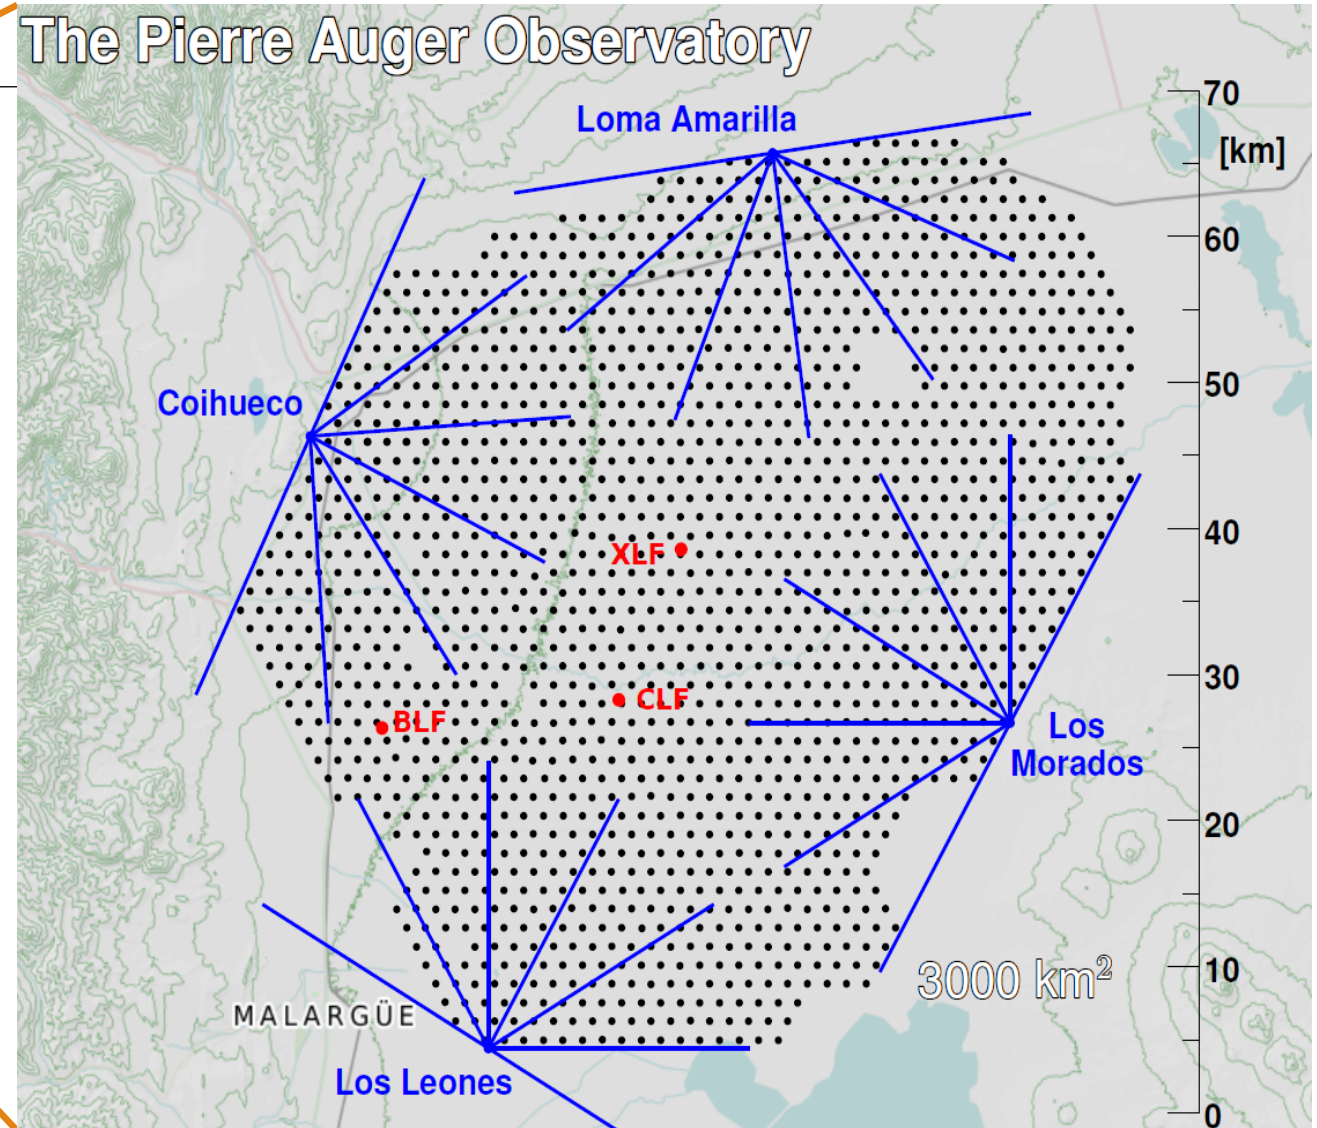 The Pierre Auger Observatory
70
Loma Amarilla
[km]
60
50
Coihueco
40
XLF
30
CLF
BLF
Los
Morados
20
10
3000 km²
MALARGÜE
Los Leones
0